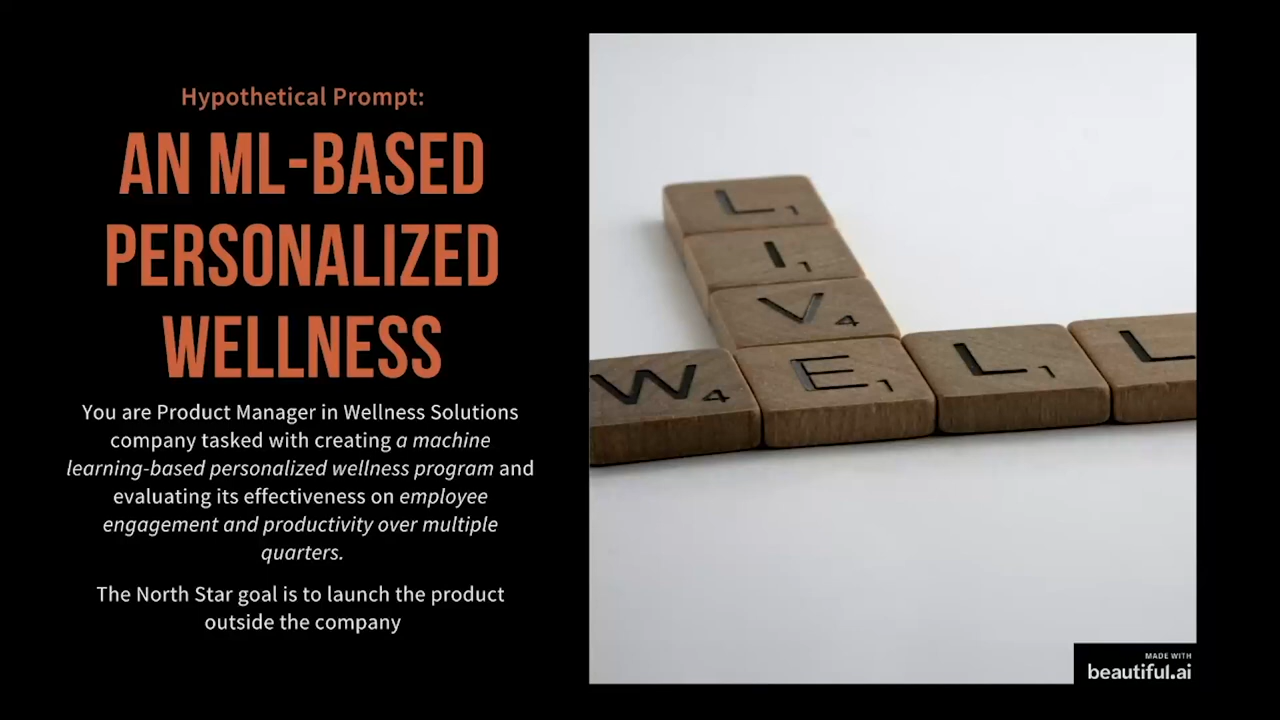 Hypothetical Prompt:
AN ML-BASED
PERSONALIZED
WELLNESS
You are Product Manager in Wellness Solutions
company tasked with creating a machine
learning-based personalized wellness program and
evaluating its effectiveness on employee
engagement and productivity over multiple
quarters.
The North Star goal is to launch the product
outside the company
L1
I1
V4
W4 E1 L1 L
MADE WITH
beautiful.ai